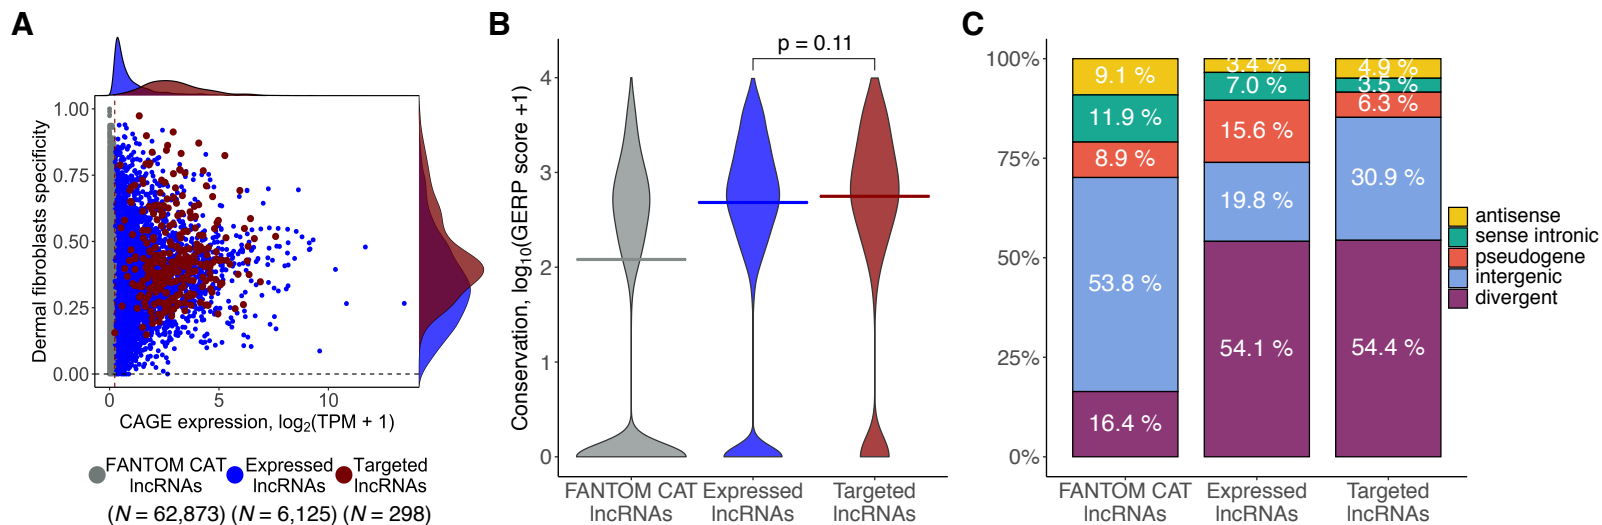 A
Dermal fibroblasts specificity
1.00
0.75
0.50
0.25
0.00
0
5
10
CAGE expression, log2(TPM + 1)
FANTOM CAT lncRNAs
Expressed lncRNAs
Targeted lncRNAs
(N = 62,873) (N = 6,125) (N = 298)
B
Conservation, log10(GERP score +1)
p = 0.11
4
3
2
1
0
FANTOM CAT
lncRNAs
Expressed
lncRNAs
Targeted
lncRNAs
C
100%
75%
50%
25%
0%
9.1 %
11.9 %
8.9 %
53.8 %
16.4 %
3.4 %
7.0 %
15.6 %
19.8 %
54.1 %
4.9 %
3.5 %
6.3 %
30.9 %
54.4 %
FANTOM CAT
lncRNAs
Expressed
lncRNAs
Targeted
lncRNAs
antisense
sense intronic
pseudogene
intergenic
divergent